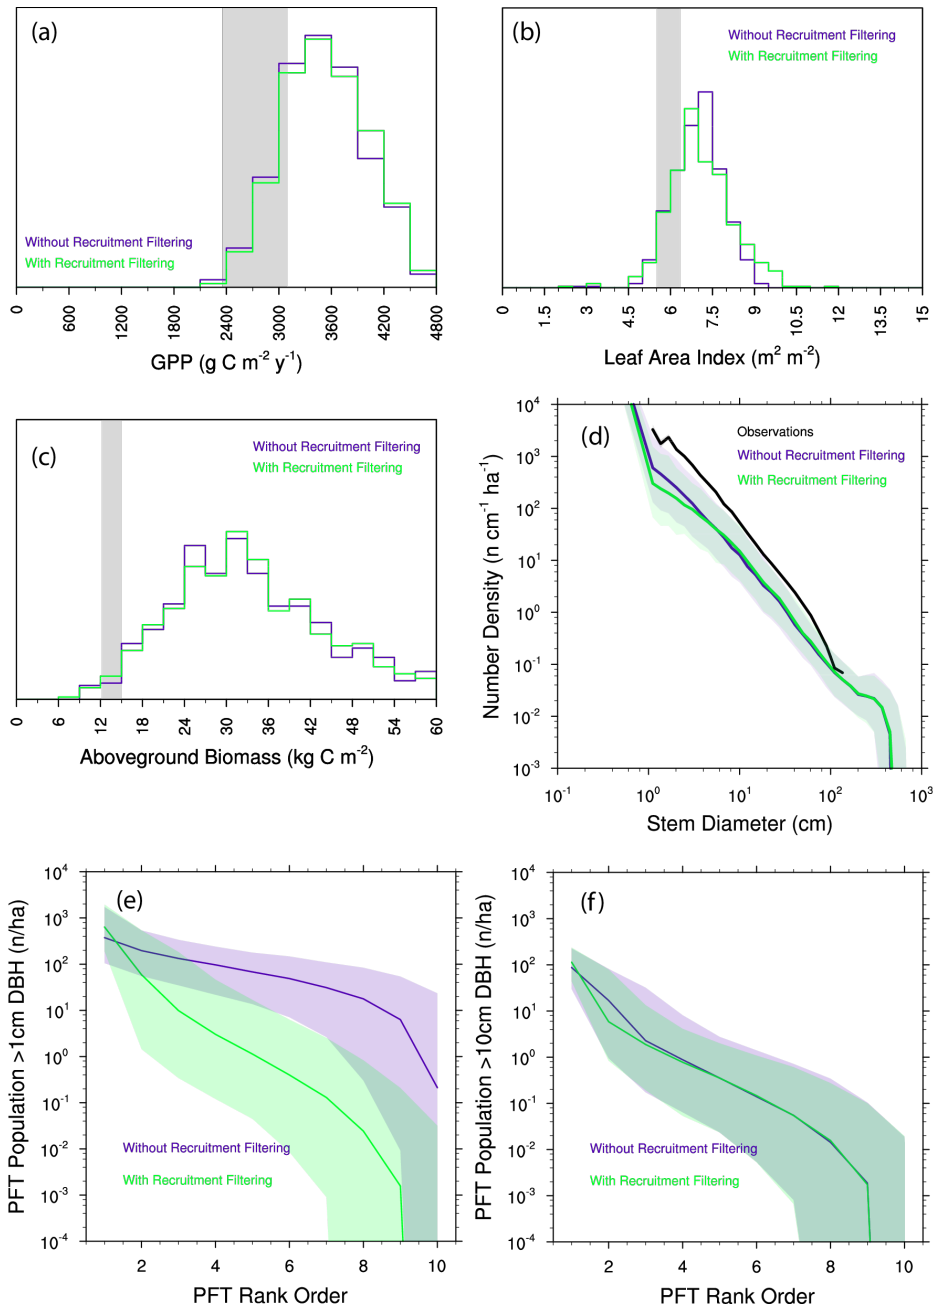 (a)
Without Recruitment Filtering
With Recruitment Filtering
0 600 1200 1800 2400 3000 3600 4200 4800
GPP (g C m⁻² y⁻¹)
(b)
Without Recruitment Filtering
With Recruitment Filtering
0 1.5 3 4.5 6 7.5 9 10.5 12 13.5 15
Leaf Area Index (m² m⁻²)
(c)
Without Recruitment Filtering
With Recruitment Filtering
0 6 12 18 24 30 36 42 48 54 60
Aboveground Biomass (kg C m⁻²)
(d)
Observations
Without Recruitment Filtering
With Recruitment Filtering
Number Density (n cm⁻¹ ha⁻¹)
10⁴
10³
10²
10¹
10⁰
10⁻¹
10⁻²
10⁻³
10⁻¹ 10⁰ 10¹ 10² 10³
Stem Diameter (cm)
(e)
PFT Population >1cm DBH (n/ha)
10⁴
10³
10²
10¹
10⁰
10⁻¹
10⁻²
10⁻³
10⁻⁴
Without Recruitment Filtering
With Recruitment Filtering
2 4 6 8 10
PFT Rank Order
(f)
PFT Population >10cm DBH (n/ha)
10⁴
10³
10²
10¹
10⁰
10⁻¹
10⁻²
10⁻³
10⁻⁴
Without Recruitment Filtering
With Recruitment Filtering
2 4 6 8 10
PFT Rank Order